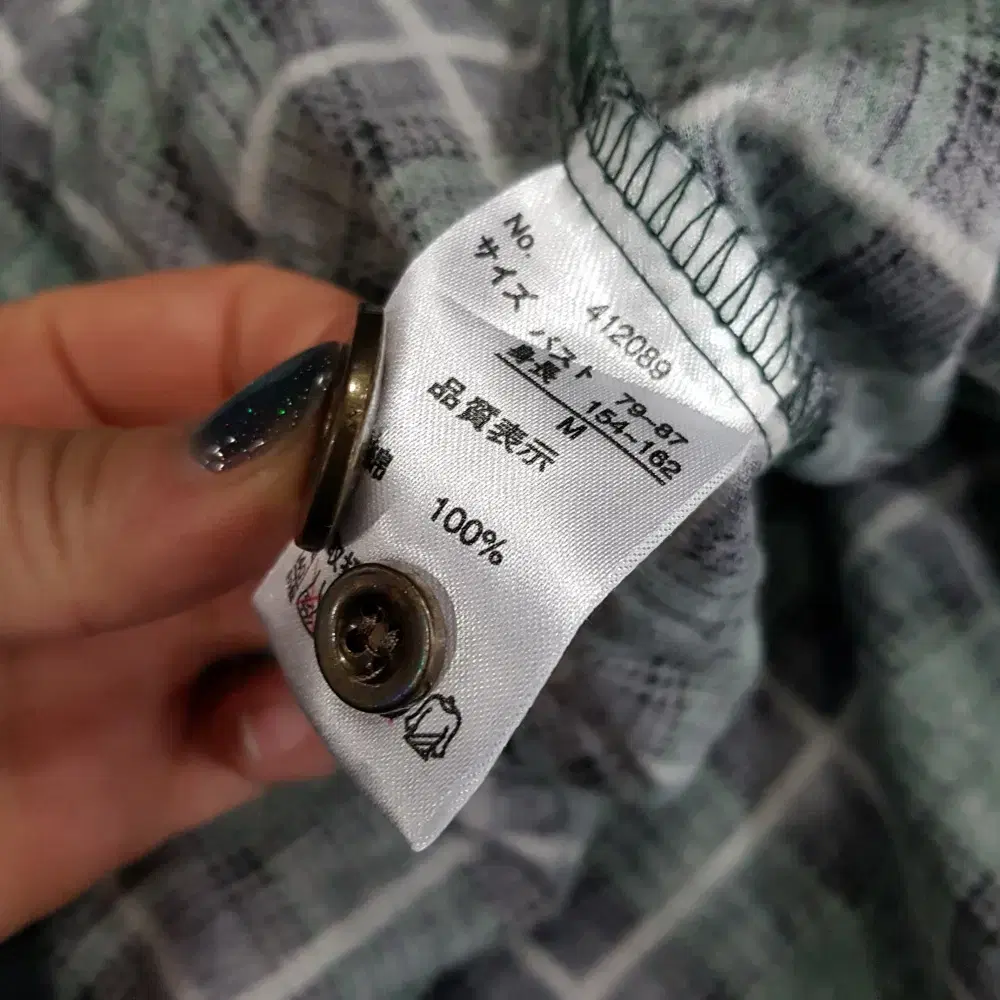 No. 412089
サイズ バスト 79~87
身長 154~162
M
品質表示
綿 100%